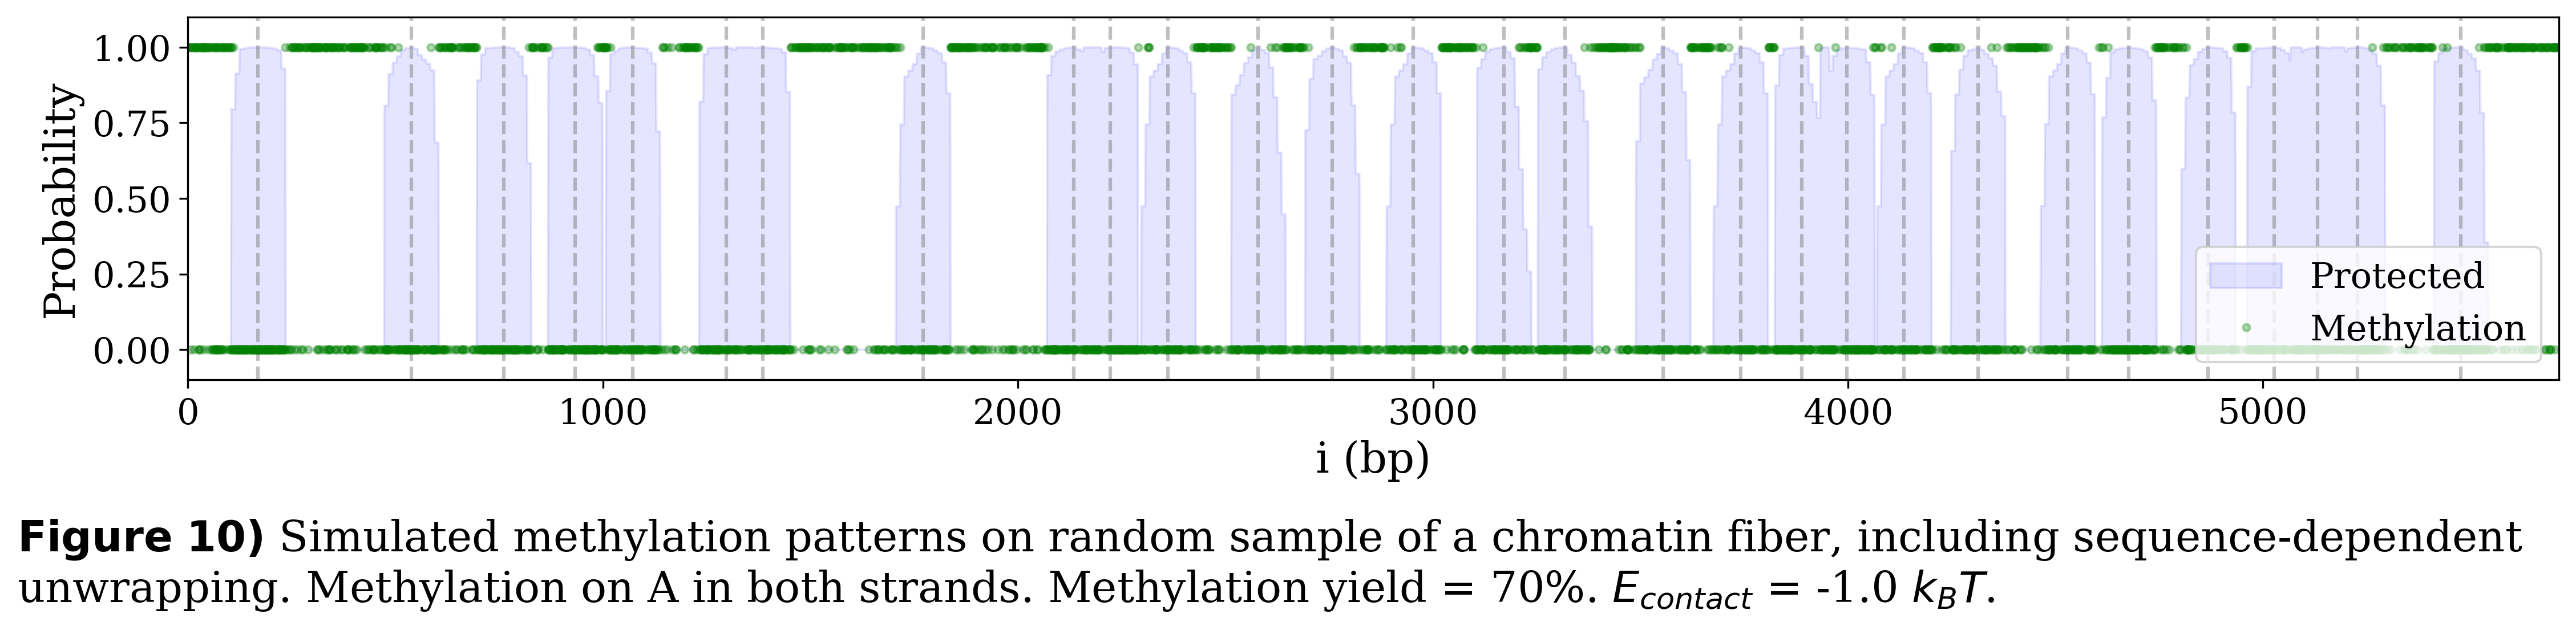 Probability
1.00
0.75
0.50
0.25
0.00
Protected
Methylation
0 1000 2000 3000 4000 5000
i (bp)
Figure 10) Simulated methylation patterns on random sample of a chromatin fiber, including sequence-dependent
unwrapping. Methylation on A in both strands. Methylation yield = 70%. E_contact = -1.0 k_BT.